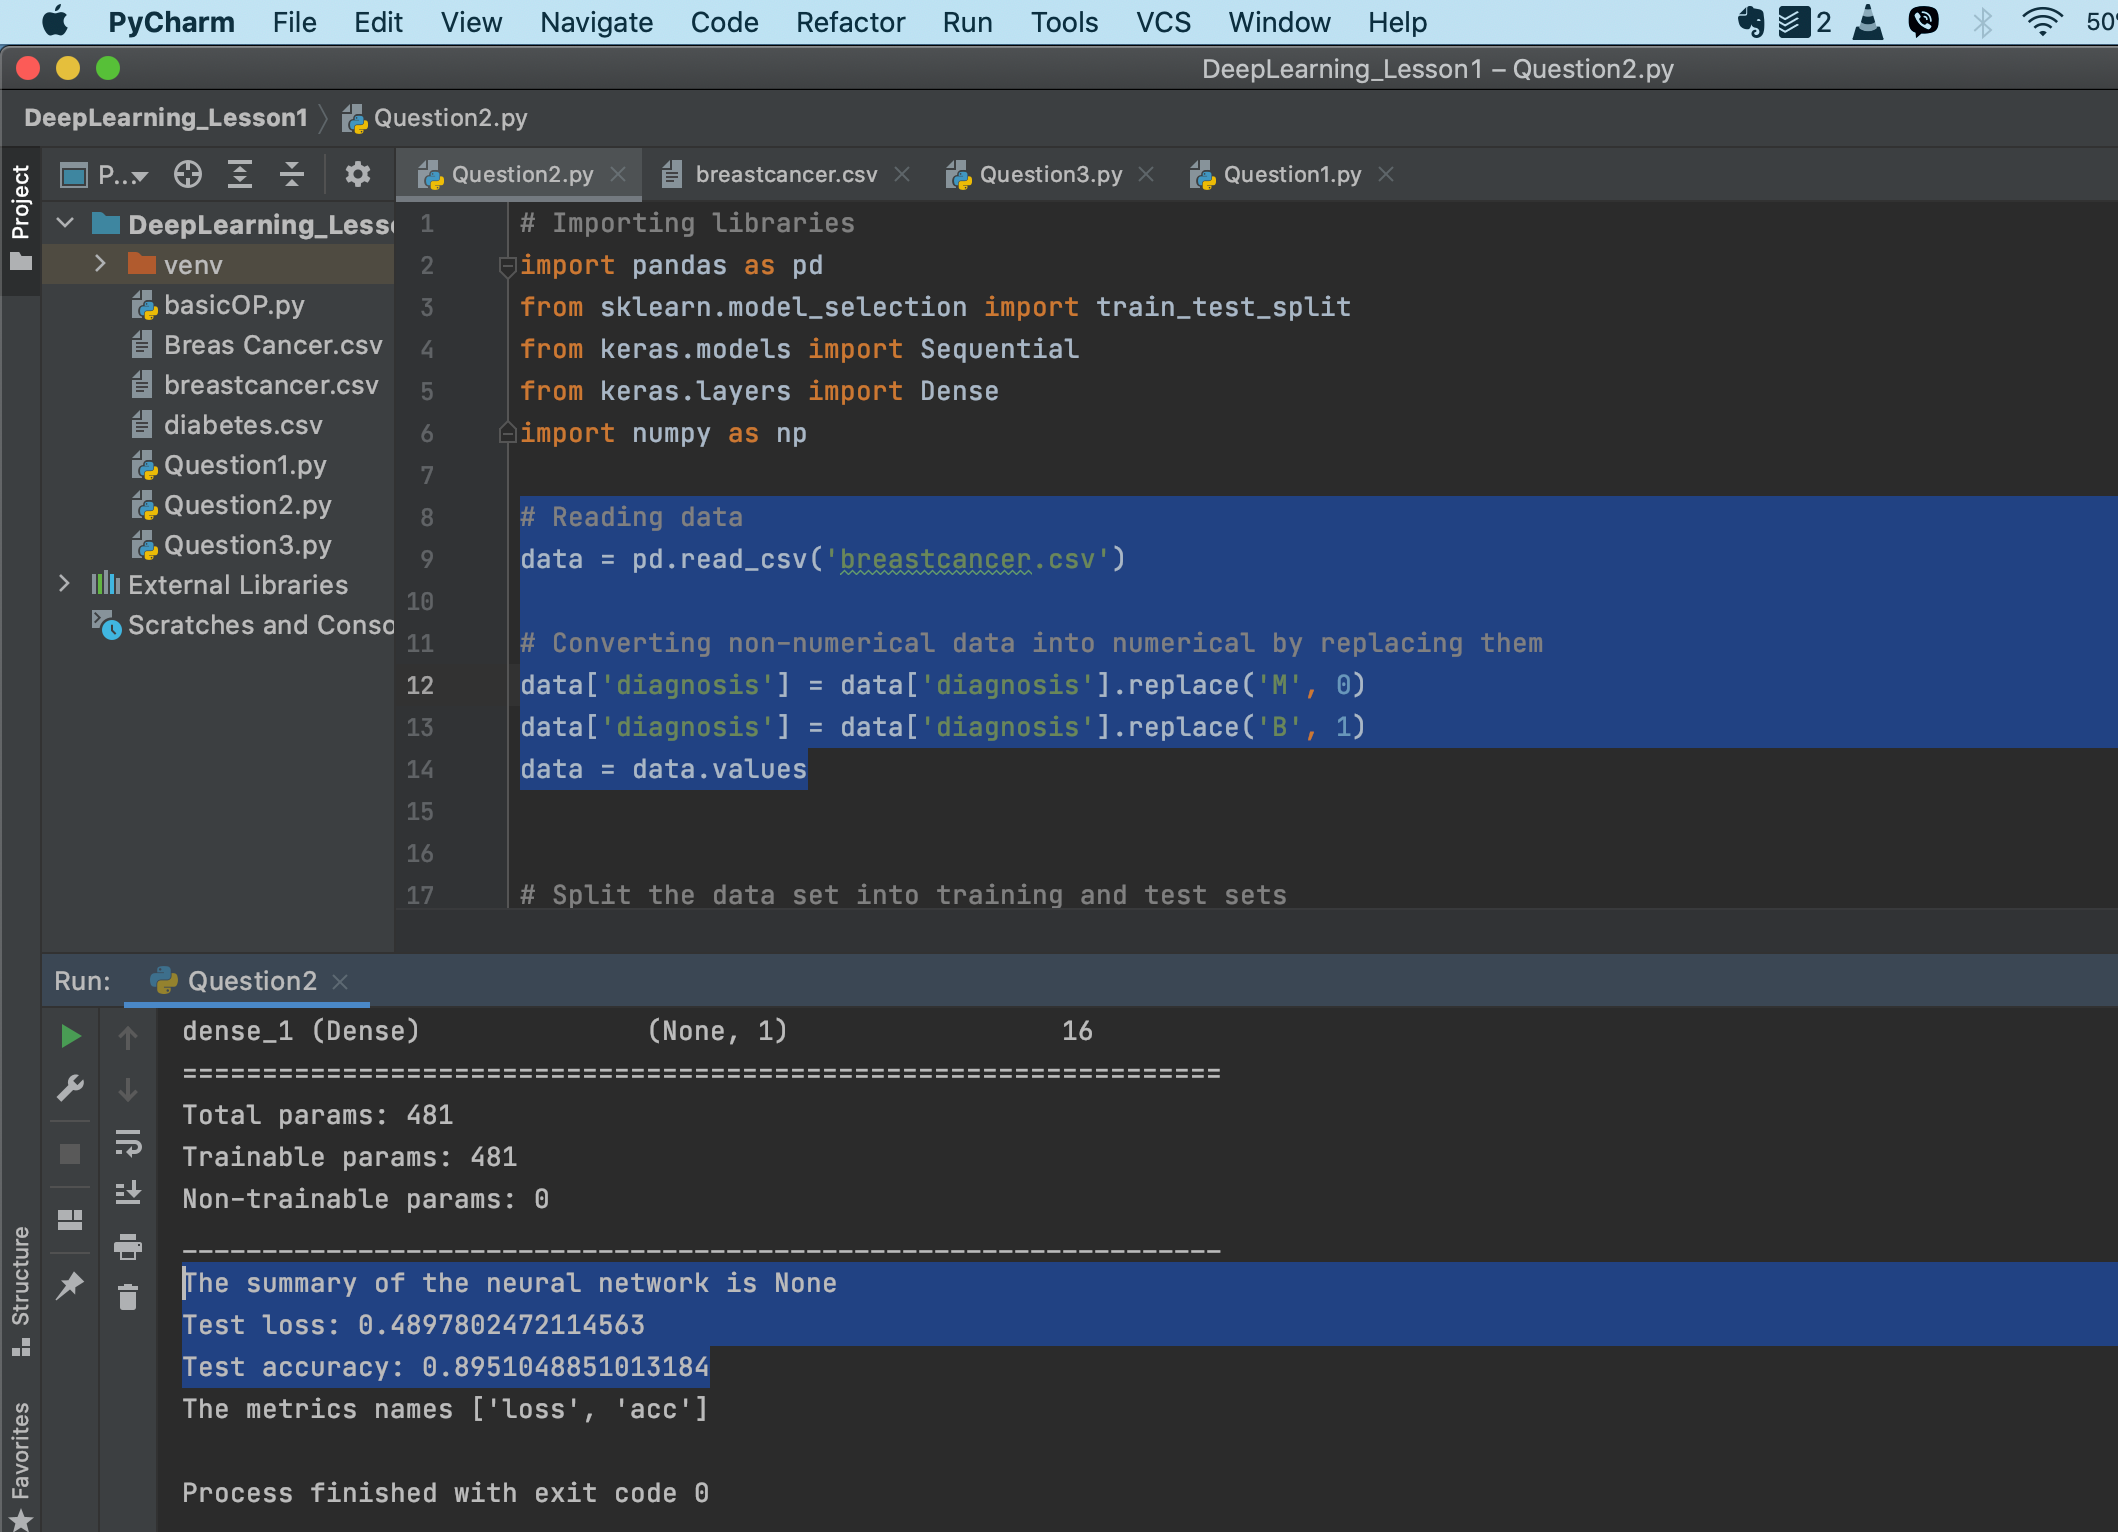 PyCharm File Edit View Navigate Code Refactor Run Tools VCS Window Help 2 50%
DeepLearning_Lesson1 – Question2.py
DeepLearning_Lesson1 Question2.py
Project
P...
Question2.py breastcancer.csv Question3.py Question1.py
DeepLearning_Less
venv
basicOP.py
Breas Cancer.csv
breastcancer.csv
diabetes.csv
Question1.py
Question2.py
Question3.py
External Libraries
Scratches and Conso
1 # Importing libraries
2 import pandas as pd
3 from sklearn.model_selection import train_test_split
4 from keras.models import Sequential
5 from keras.layers import Dense
6 import numpy as np
7
8 # Reading data
9 data = pd.read_csv('breastcancer.csv')
10
11 # Converting non-numerical data into numerical by replacing them
12 data['diagnosis'] = data['diagnosis'].replace('M', 0)
13 data['diagnosis'] = data['diagnosis'].replace('B', 1)
14 data = data.values
15
16
17 # Split the data set into training and test sets
Run: Question2
dense_1 (Dense) (None, 1) 16
=================================================================
Total params: 481
Trainable params: 481
Non-trainable params: 0
_________________________________________________________________
The summary of the neural network is None
Test loss: 0.4897802472114563
Test accuracy: 0.8951048851013184
The metrics names ['loss', 'acc']
Process finished with exit code 0
Structure
Favorites